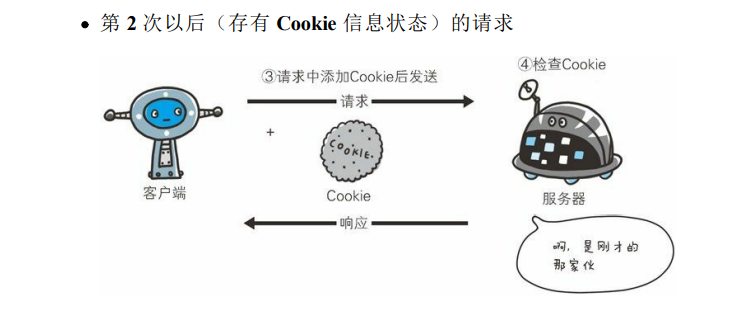 • 第 2 次以后（存有 Cookie 信息状态）的请求
③请求中添加Cookie后发送
④检查Cookie
请求
+
COOKIE.
客户端
Cookie
服务器
响应
啊，是刚才的
那家伙